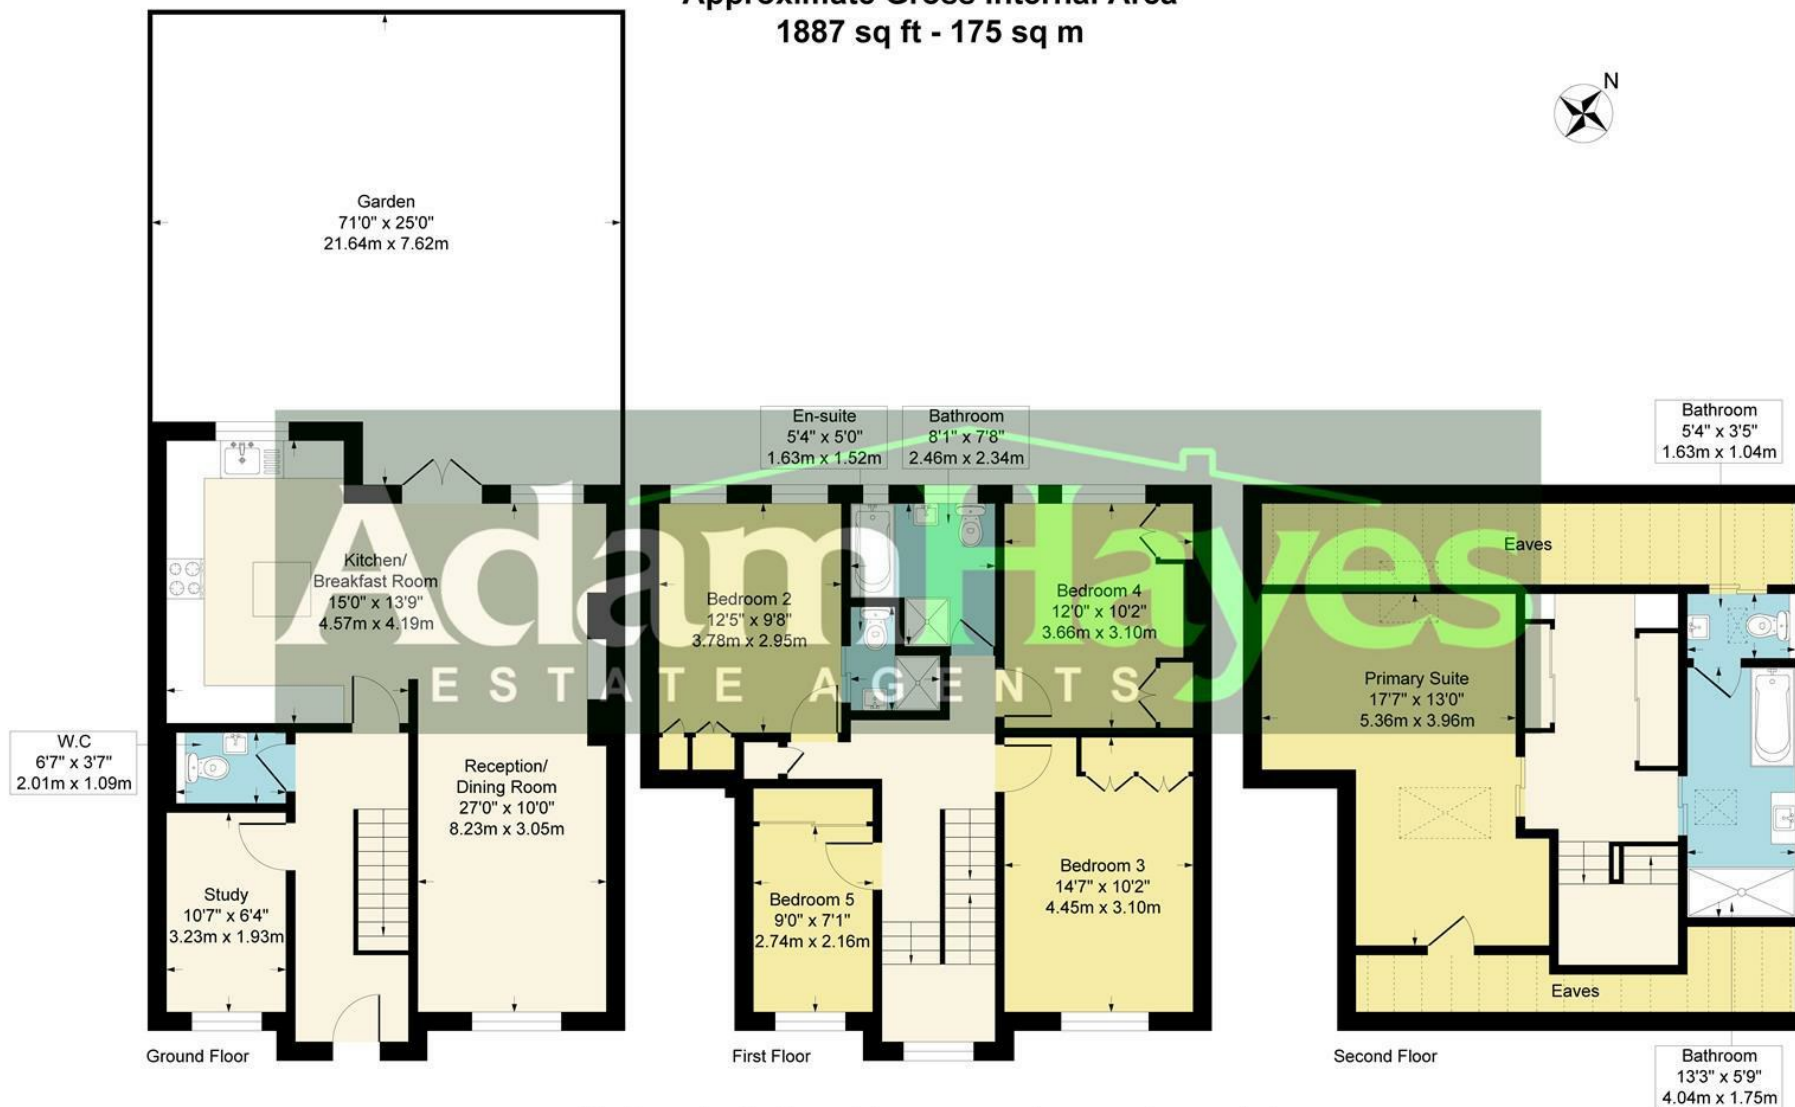 Approximate Gross Internal Area
1887 sq ft - 175 sq m
N
Garden
71'0" x 25'0"
21.64m x 7.62m
En-suite
5'4" x 5'0"
1.63m x 1.52m
Bathroom
8'1" x 7'8"
2.46m x 2.34m
Bathroom
5'4" x 3'5"
1.63m x 1.04m
Adam Hayes
ESTATE AGENTS
Kitchen/
Breakfast Room
15'0" x 13'9"
4.57m x 4.19m
Bedroom 2
12'5" x 9'8"
3.78m x 2.95m
Bedroom 4
12'0" x 10'2"
3.66m x 3.10m
Eaves
Primary Suite
17'7" x 13'0"
5.36m x 3.96m
W.C
6'7" x 3'7"
2.01m x 1.09m
Reception/
Dining Room
27'0" x 10'0"
8.23m x 3.05m
Study
10'7" x 6'4"
3.23m x 1.93m
Bedroom 5
9'0" x 7'1"
2.74m x 2.16m
Bedroom 3
14'7" x 10'2"
4.45m x 3.10m
Eaves
Ground Floor
First Floor
Second Floor
Bathroom
13'3" x 5'9"
4.04m x 1.75m